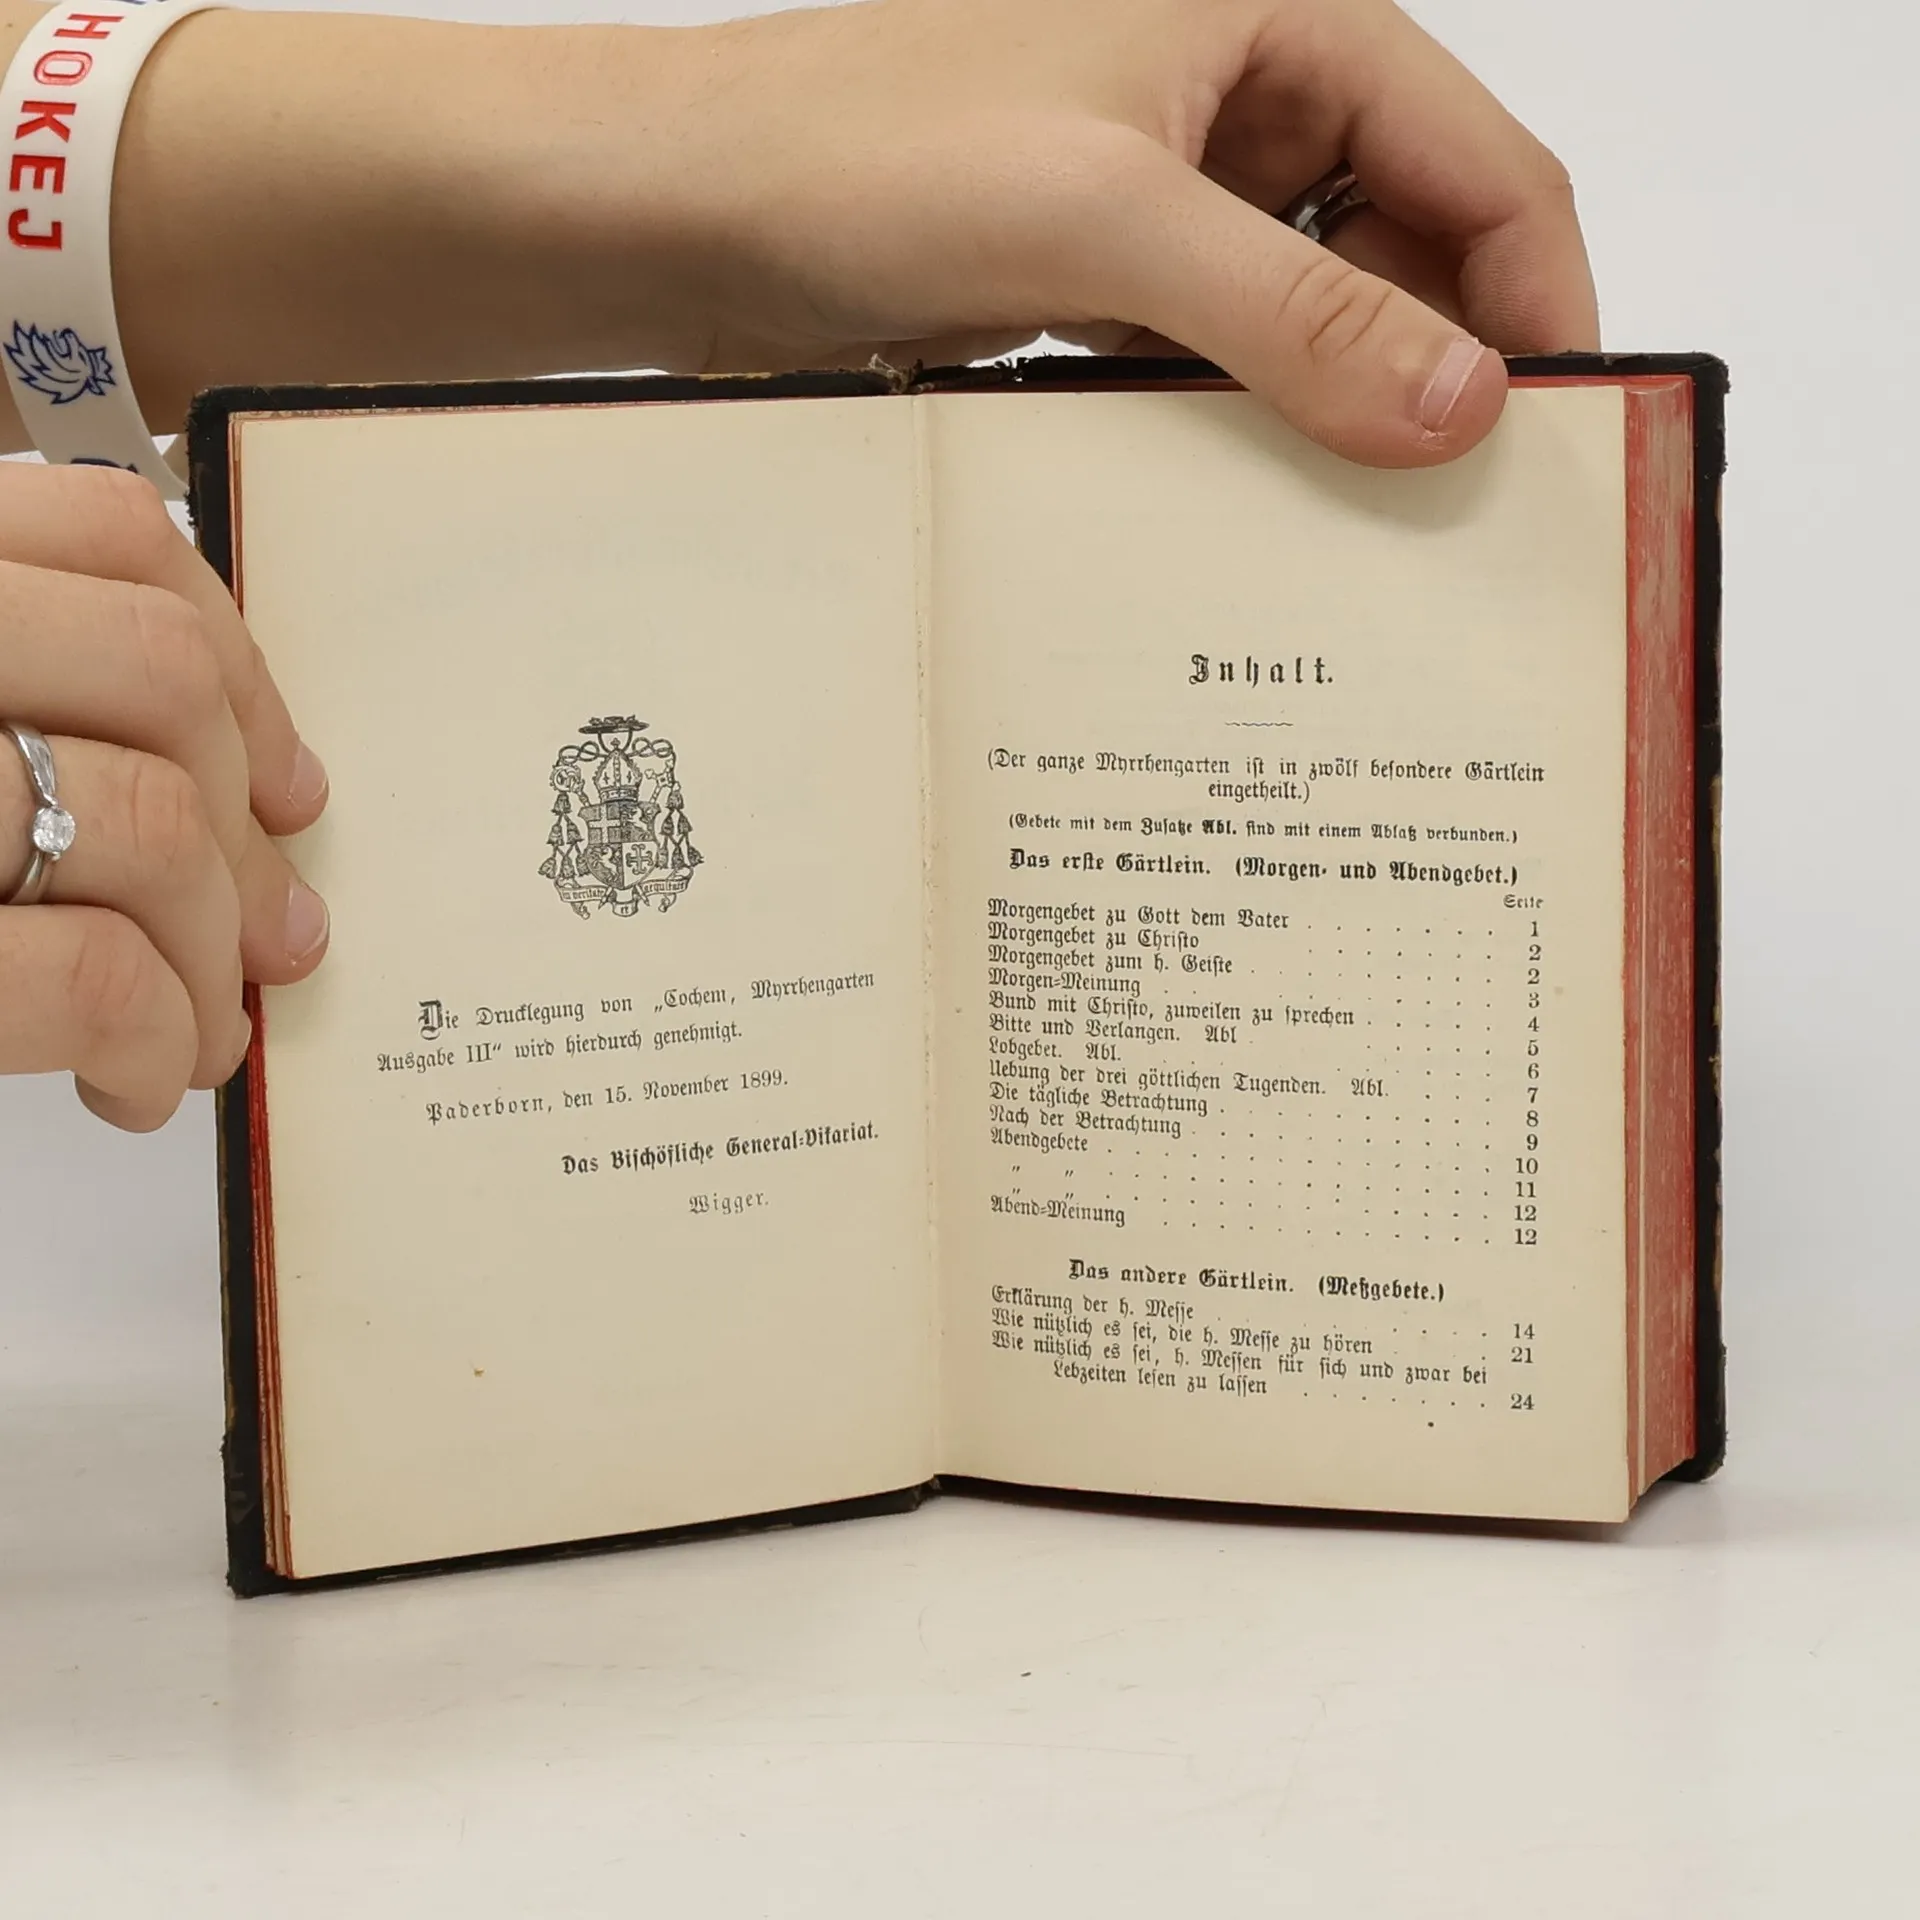 HOKEJ
in veritate
et
aequitate
Die Drucklegung von „Cochem, Myrrhengarten
Ausgabe III“ wird hierdurch genehmigt.
Paderborn, den 15. November 1899.
Das Bischöfliche General-Vikariat.
Wigger.
Inhalt.
(Der ganze Myrrhengarten ist in zwölf besondere Gärtlein
eingetheilt.)
(Gebete mit dem Zusatze Abl. sind mit einem Ablaß verbunden.)
Das erste Gärtlein. (Morgen- und Abendgebet.)
Seite
Morgengebet zu Gott dem Vater . . . . . . . 1
Morgengebet zu Christo . . . . . . . 2
Morgengebet zum h. Geiste . . . . . . . . 2
Morgen-Meinung . . . . . . . . . 3
Bund mit Christo, zuweilen zu sprechen . . . . . 4
Bitte und Verlangen. Abl . . . . . . 5
Lobgebet. Abl. . . . . . . . 6
Uebung der drei göttlichen Tugenden. Abl. . . . 7
Die tägliche Betrachtung . . . . . . . . . 8
Nach der Betrachtung . . . . . . . . . . 9
Abendgebete . . . . . . . . . . . . 10
„ „ . . . . . . . . . . . . 11
„ „ . . . . . . . . . . . . 12
Abend-Meinung . . . . . . . . . . 12
Das andere Gärtlein. (Meßgebete.)
Erklärung der h. Messe . . . . . . . 14
Wie nützlich es sei, die h. Messe zu hören . . 21
Wie nützlich es sei, h. Messen für sich und zwar bei
Lebzeiten lesen zu lassen . . . . . . . 24